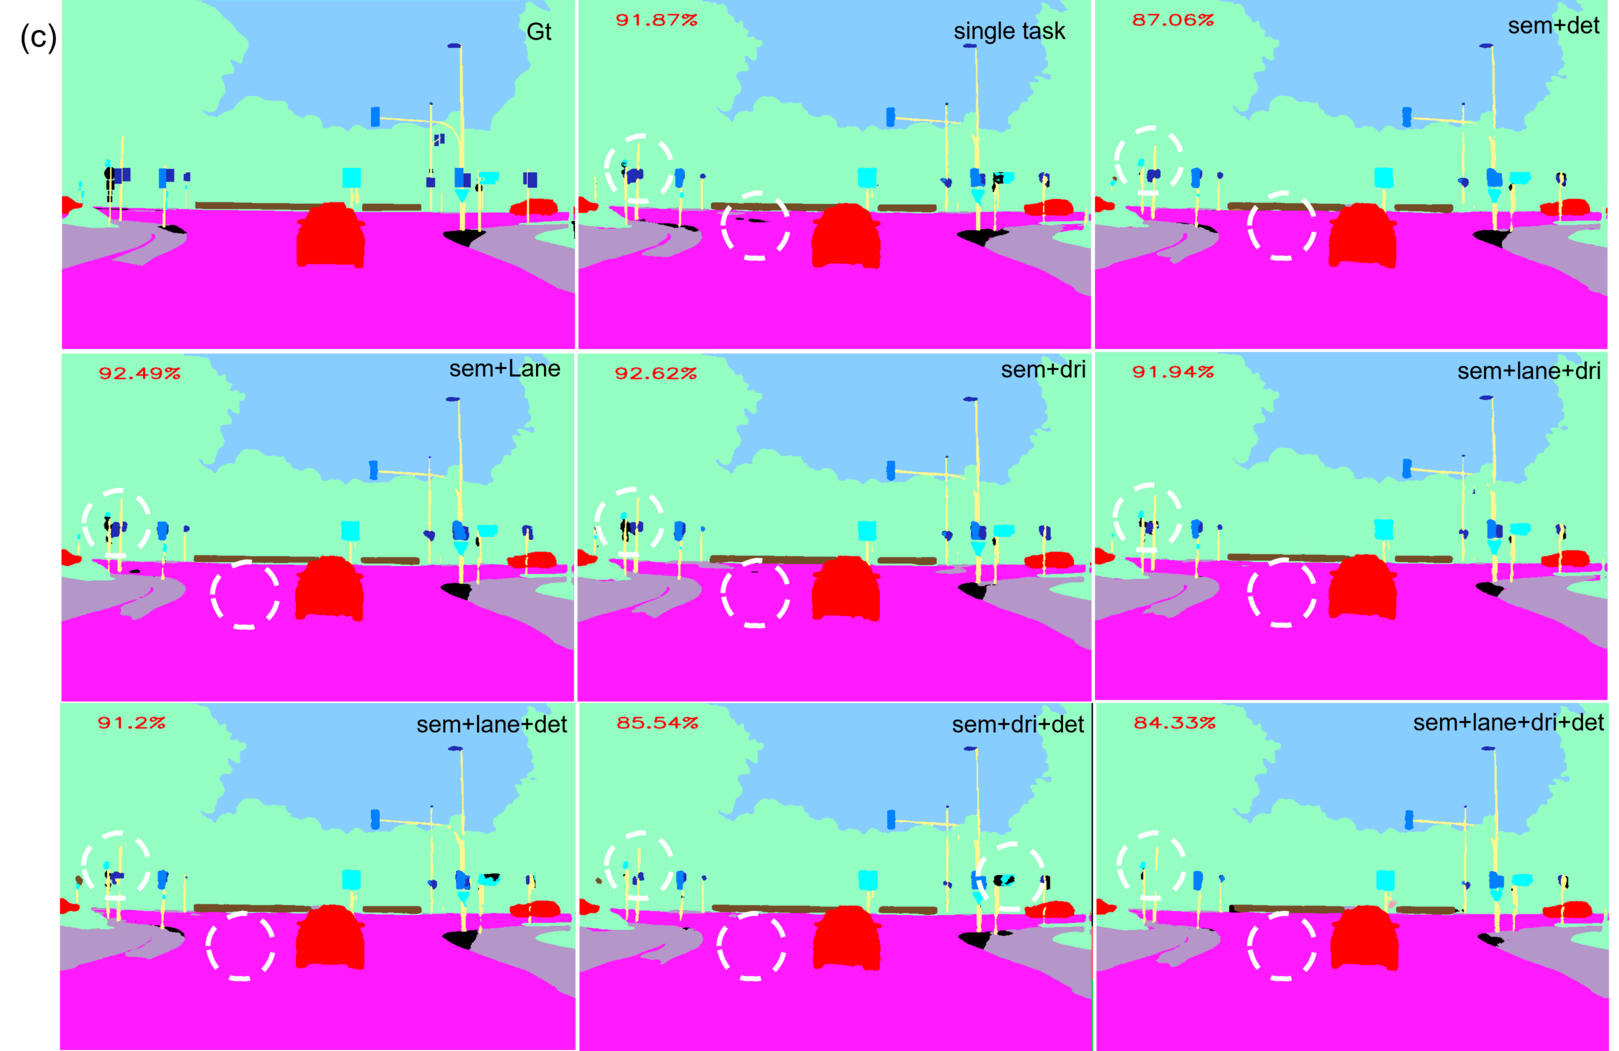 (c)
Gt
91.87%
single task
87.06%
sem+det
92.49%
sem+Lane
92.62%
sem+dri
91.94%
sem+lane+dri
91.2%
sem+lane+det
85.54%
sem+dri+det
84.33%
sem+lane+dri+det